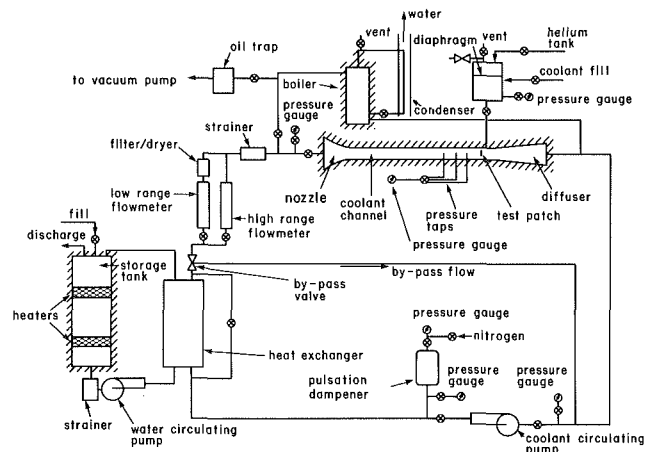 water
vent
diaphragm
vent
helium
tank
oil trap
to vacuum pump
boiler
coolant fill
pressure
gauge
condenser
pressure gauge
strainer
filter/dryer
nozzle
coolant
channel
diffuser
low range
flowmeter
high range
flowmeter
pressure
taps
test patch
pressure gauge
fill
discharge
storage
tank
by-pass
valve
by-pass flow
heaters
pressure gauge
nitrogen
heat exchanger
pulsation
dampener
pressure
gauge
pressure
gauge
strainer
water circulating
pump
coolant circulating
pump